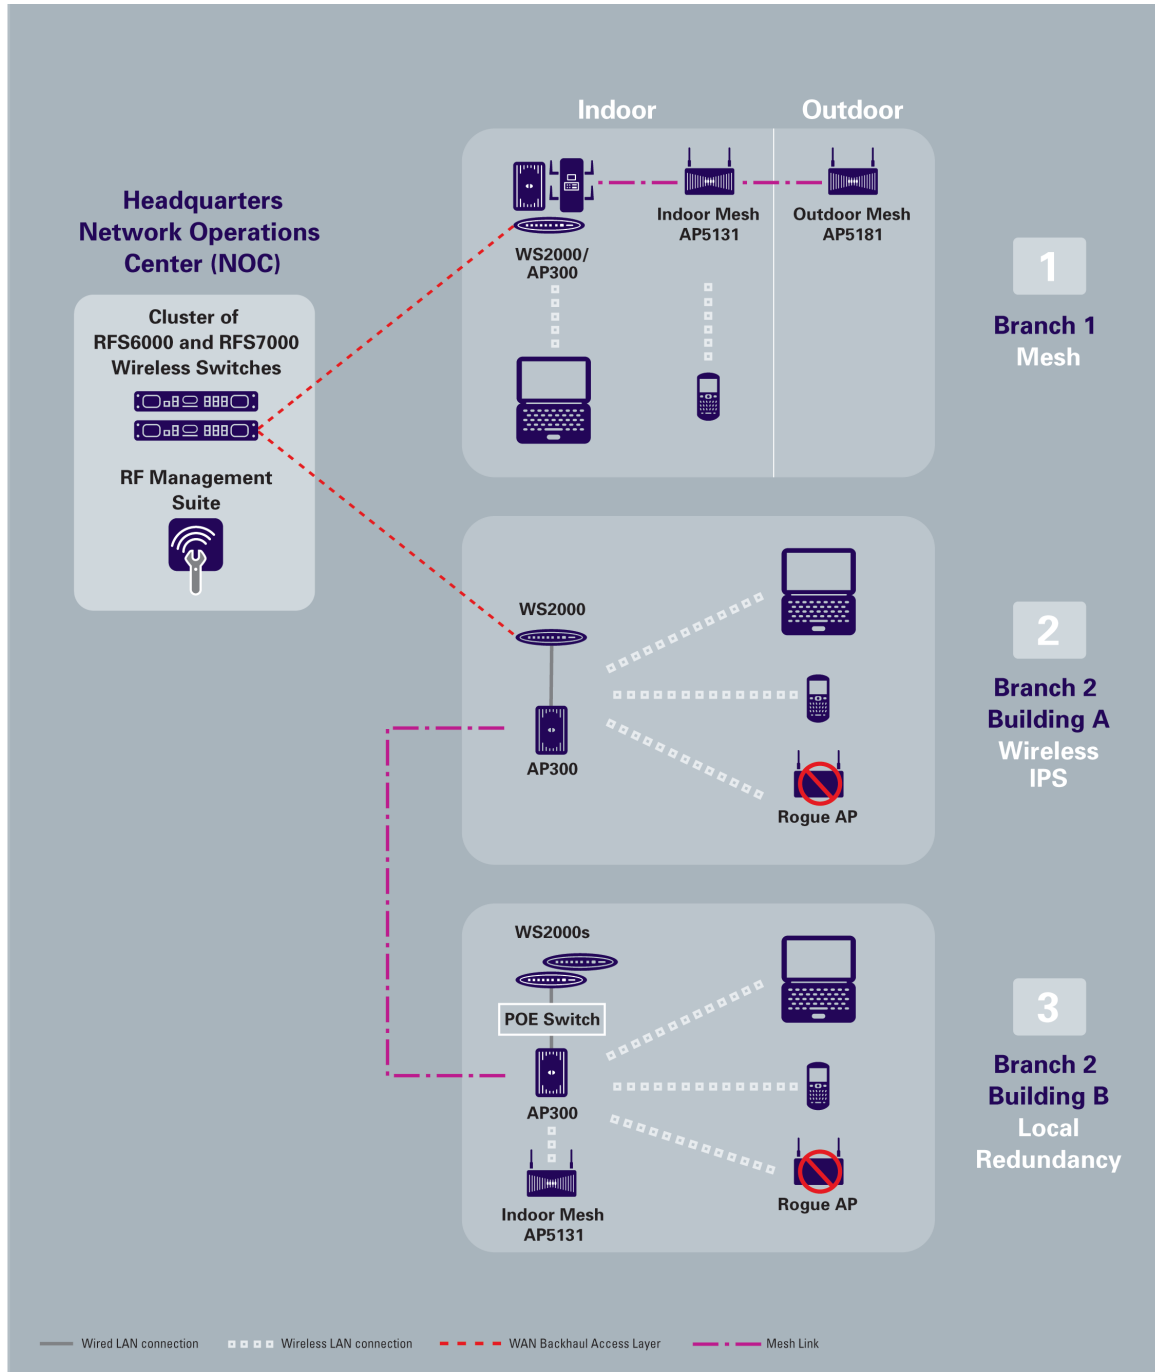 Indoor
Outdoor
Headquarters
Network Operations
Center (NOC)
Cluster of
RFS6000 and RFS7000
Wireless Switches
RF Management
Suite
WS2000/
AP300
Indoor Mesh
AP5131
Outdoor Mesh
AP5181
1
Branch 1
Mesh
WS2000
AP300
Rogue AP
2
Branch 2
Building A
Wireless
IPS
WS2000s
POE Switch
AP300
Indoor Mesh
AP5131
Rogue AP
3
Branch 2
Building B
Local
Redundancy
Wired LAN connection
Wireless LAN connection
WAN Backhaul Access Layer
Mesh Link